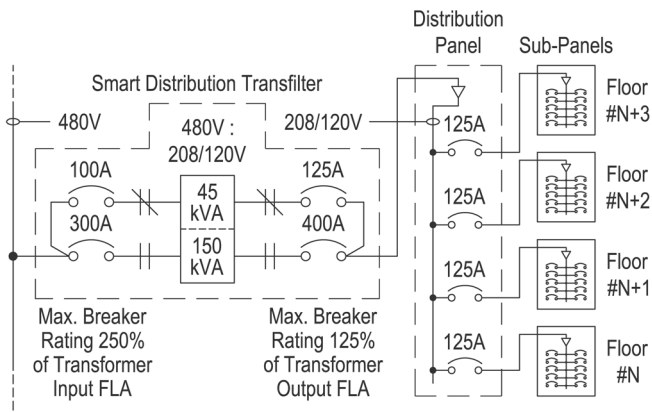 Distribution
Panel
Sub-Panels
Smart Distribution Transfilter
480V
480V :
208/120V
208/120V
100A
125A
45
kVA
300A
400A
150
kVA
Max. Breaker
Rating 250%
of Transformer
Input FLA
Max. Breaker
Rating 125%
of Transformer
Output FLA
125A
Floor
#N+3
125A
Floor
#N+2
125A
Floor
#N+1
125A
Floor
#N